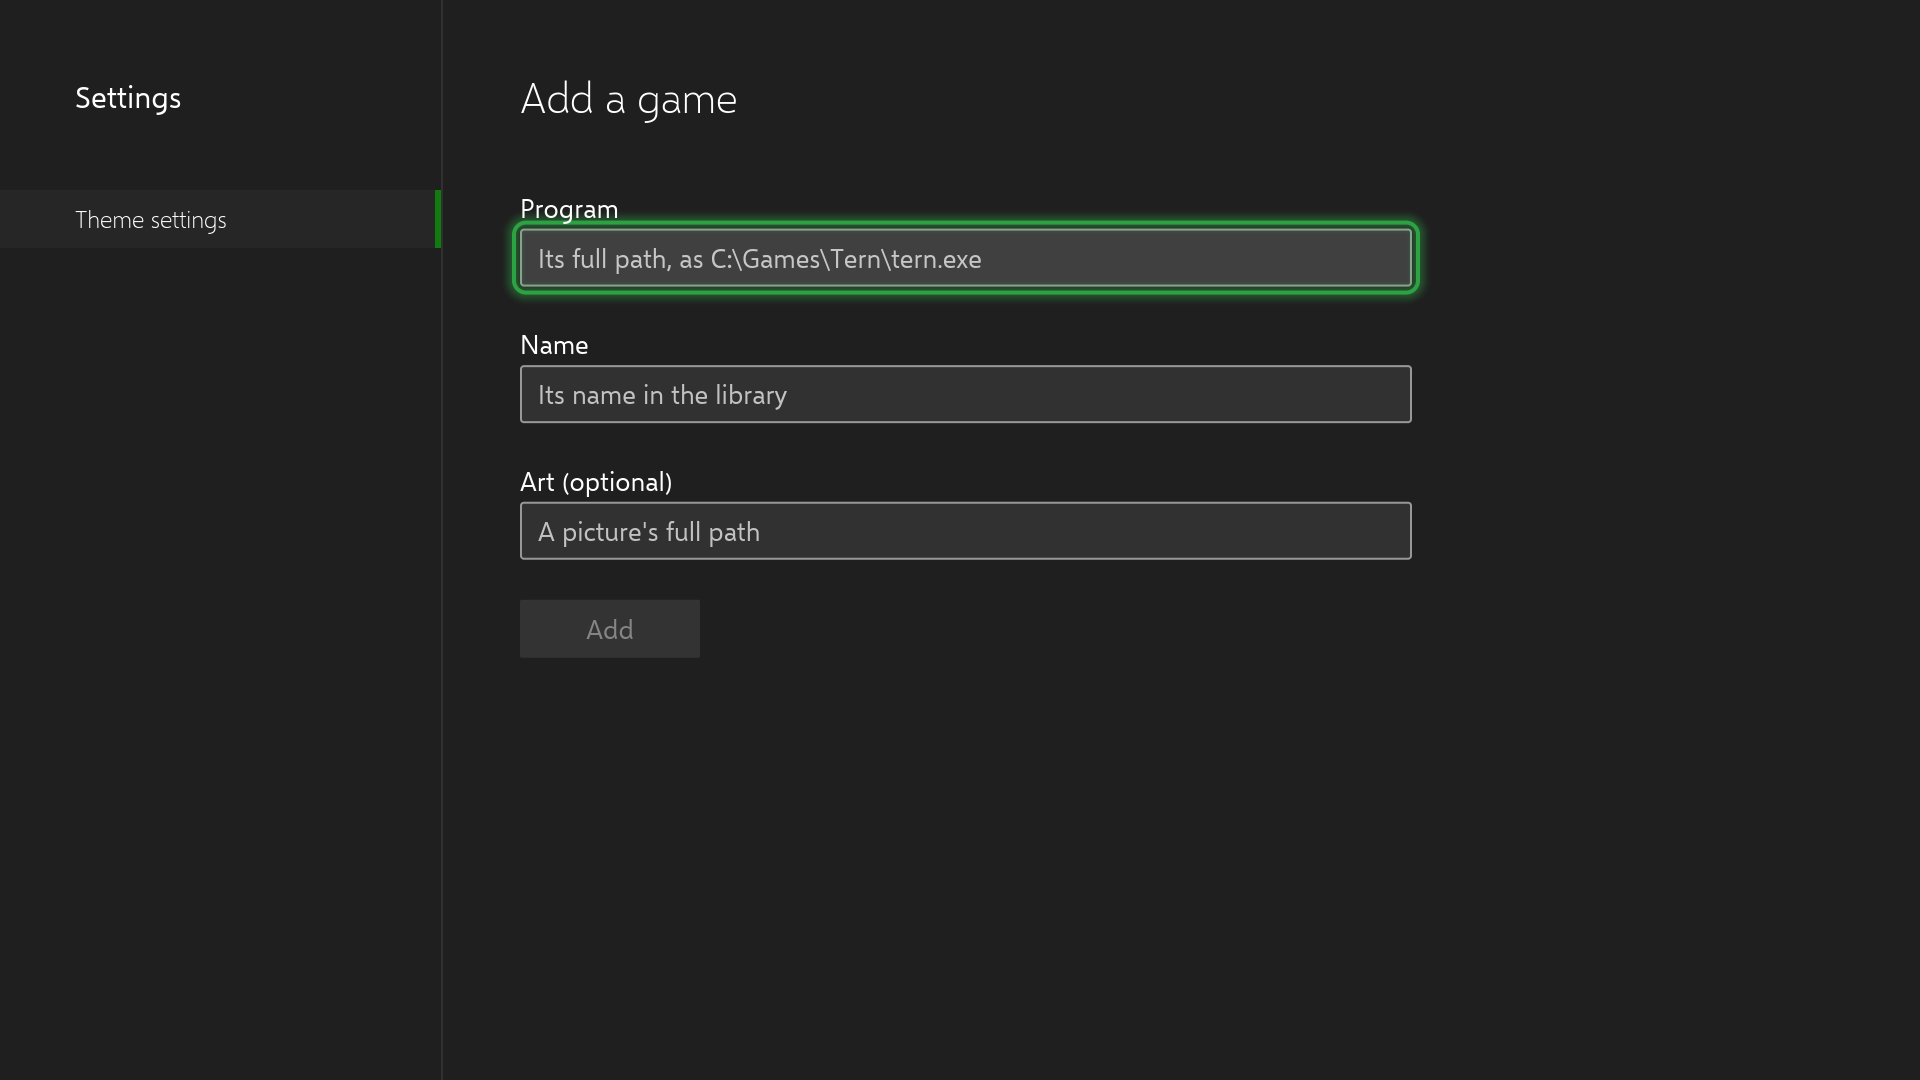 Settings
Theme settings
Add a game
Program
Its full path, as C:\Games\Tern\tern.exe
Name
Its name in the library
Art (optional)
A picture's full path
Add